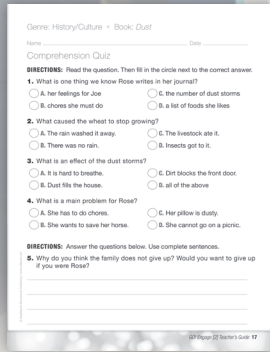 Genre: History/Culture • Book: Dust
Name Date
Comprehension Quiz
DIRECTIONS: Read the question. Then fill in the circle next to the correct answer.
1. What is one thing we know Rose writes in her journal?
A. her feelings for Joe C. the number of dust storms
B. chores she must do D. a list of foods she likes
2. What caused the wheat to stop growing?
A. The rain washed it away. C. The livestock ate it.
B. There was no rain. D. Insects got to it.
3. What is an effect of the dust storms?
A. It is hard to breathe. C. Dirt blocks the front door.
B. Dust fills the house. D. all of the above
4. What is a main problem for Rose?
A. She has to do chores. C. Her pillow is dusty.
B. She wants to save her horse. D. She cannot go on a picnic.
DIRECTIONS: Answer the questions below. Use complete sentences.
5. Why do you think the family does not give up? Would you want to give up
if you were Rose?
GO! Engage [2] Teacher's Guide 17